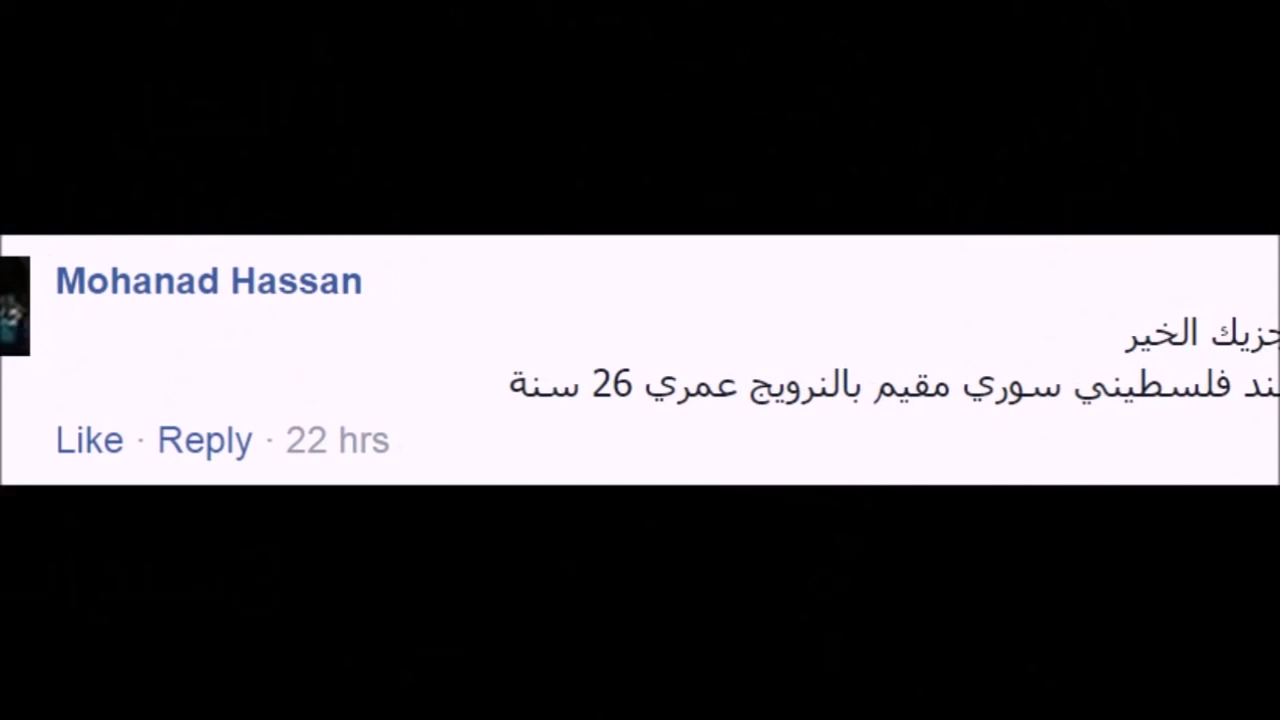 Mohanad Hassan
الخير
فلسطيني سوري مقيم بالنرويج عمري 26 سنة
Like · Reply · 22 hrs